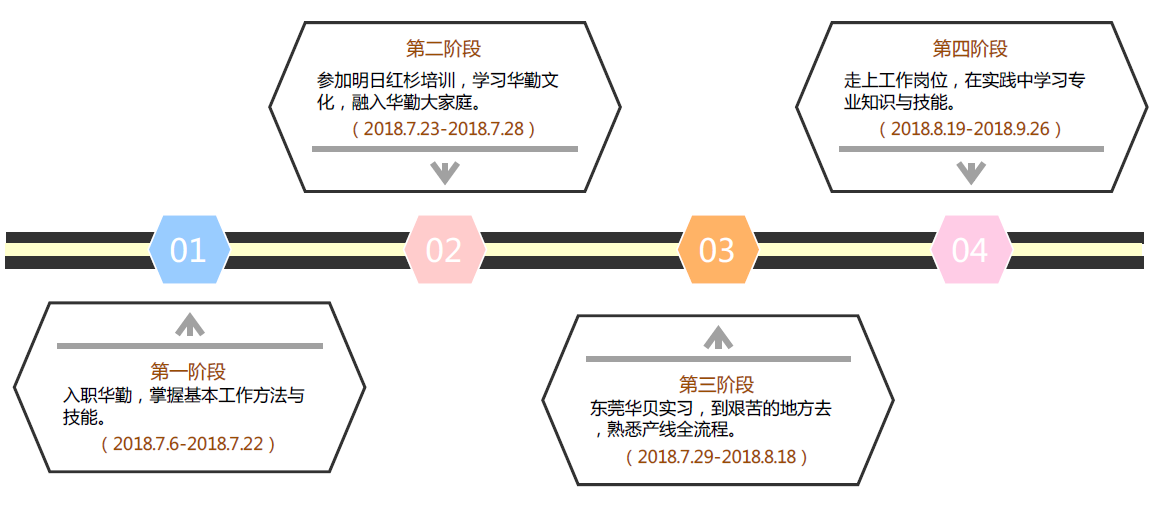 第二阶段
参加明日红杉培训，学习华勤文
化，融入华勤大家庭。
（2018.7.23-2018.7.28）
第四阶段
走上工作岗位，在实践中学习专
业知识与技能。
（2018.8.19-2018.9.26）
01
02
03
04
第一阶段
入职华勤，掌握基本工作方法与
技能。
（2018.7.6-2018.7.22）
第三阶段
东莞华贝实习，到艰苦的地方去
，熟悉产线全流程。
（2018.7.29-2018.8.18）